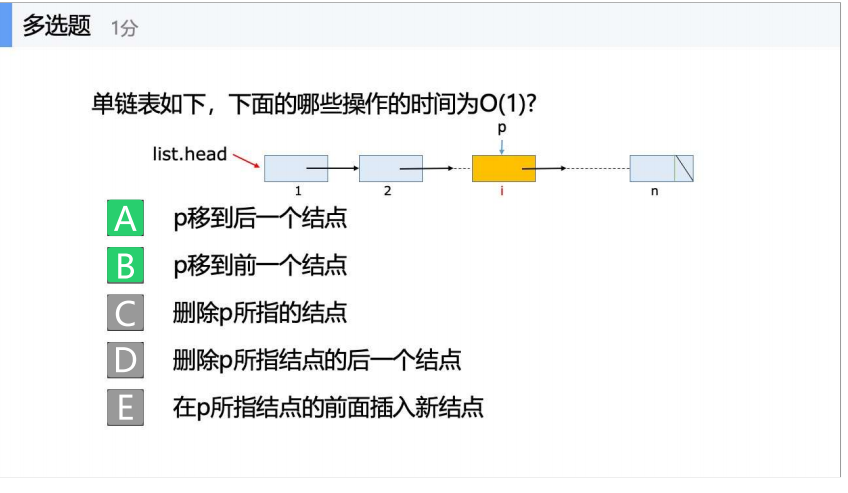 多选题 1分
单链表如下，下面的哪些操作的时间为O(1)?
p
list.head
1 2 i n
A p移到后一个结点
B p移到前一个结点
C 删除p所指的结点
D 删除p所指结点的后一个结点
E 在p所指结点的前面插入新结点